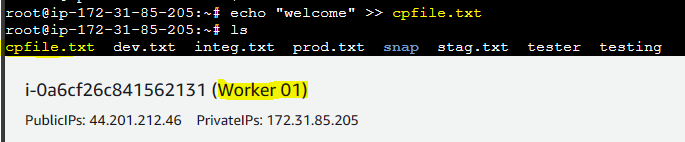 root@ip-172-31-85-205:~# echo "welcome" >> cpfile.txt
root@ip-172-31-85-205:~# ls
cpfile.txt dev.txt integ.txt prod.txt snap stag.txt tester testing
i-0a6cf26c841562131 (Worker 01)
PublicIPs: 44.201.212.46 PrivateIPs: 172.31.85.205